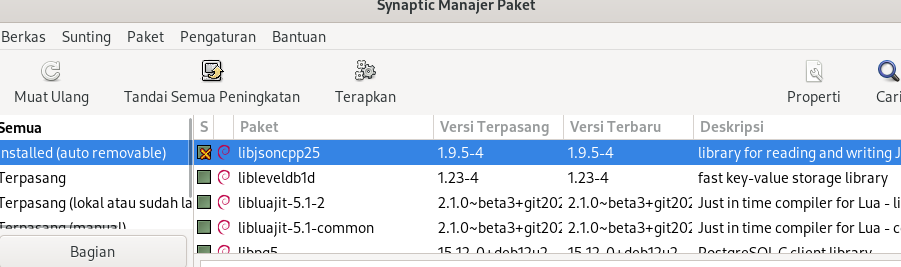 Synaptic Manajer Paket
Berkas Sunting Paket Pengaturan Bantuan
Muat Ulang Tandai Semua Peningkatan Terapkan Properti Cari
Semua S Paket Versi Terpasang Versi Terbaru Deskripsi
Installed (auto removable) libjsoncpp25 1.9.5-4 1.9.5-4 library for reading and writing J
Terpasang libleveldb1d 1.23-4 1.23-4 fast key-value storage library
Terpasang (lokal atau sudah la libluajit-5.1-2 2.1.0~beta3+git202 2.1.0~beta3+git202 Just in time compiler for Lua - li
Terpasang (manual) libluajit-5.1-common 2.1.0~beta3+git202 2.1.0~beta3+git202 Just in time compiler for Lua - c
Bagian libpq5 15.12-0+deb12u2 15.12-0+deb12u2 PostgreSQL C client library